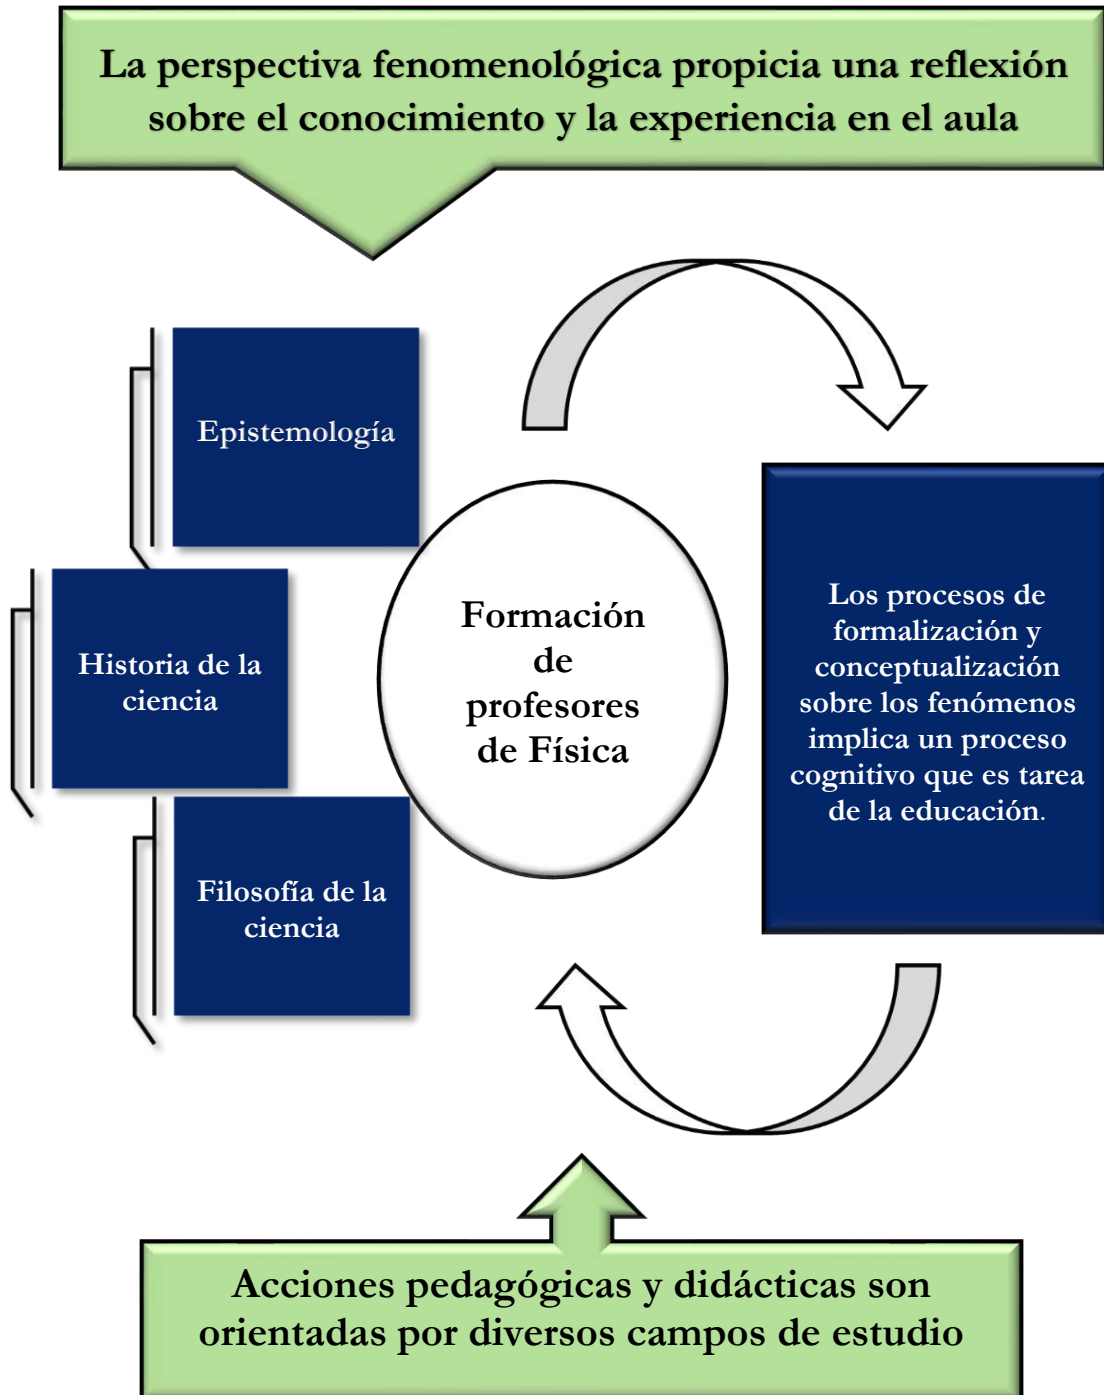 La perspectiva fenomenológica propicia una reflexión
sobre el conocimiento y la experiencia en el aula
Epistemología
Historia de la
ciencia
Filosofía de la
ciencia
Formación
de
profesores
de Física
Los procesos de
formalización y
conceptualización
sobre los fenómenos
implica un proceso
cognitivo que es tarea
de la educación.
Acciones pedagógicas y didácticas son
orientadas por diversos campos de estudio